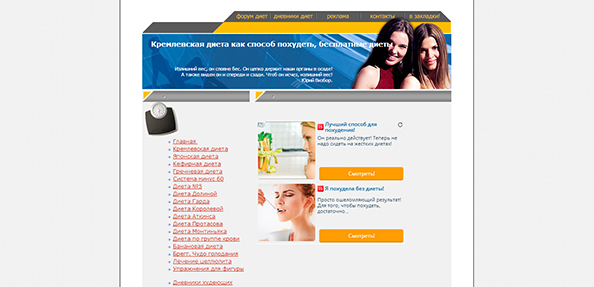 форум диет
дневники диет
реклама
контакты
в закладки!
Кремлевская диета как способ похудеть, бесплатные диеты
Излишний вес, он словно бес. Он цепко держит наши органы в осаде!
А также виден он и спереди и сзади. Чтоб он исчез, излишний вес!
Юрий Визбор.
Главная
Кремлевская диета
Японская диета
Кефирная диета
Гречневая диета
Система минус 60
Диета №5
Диета Долиной
Диета Гарда
Диета Королевой
Диета Аткинса
Диета Протасова
Диета Монтиньяка
Диета по группе крови
Банановая диета
Брегг. Чудо голодания
Лечение целлюлита
Упражнения для фигуры
Дневники худеющих
Лучший способ для
похудения!
Он реально действует! Теперь не
надо сидеть на жестких диетах!
Смотреть!
Я похудела без диеты!
Просто ошеломляющий результат!
Для того, чтобы похудеть,
достаточно...
Смотреть!